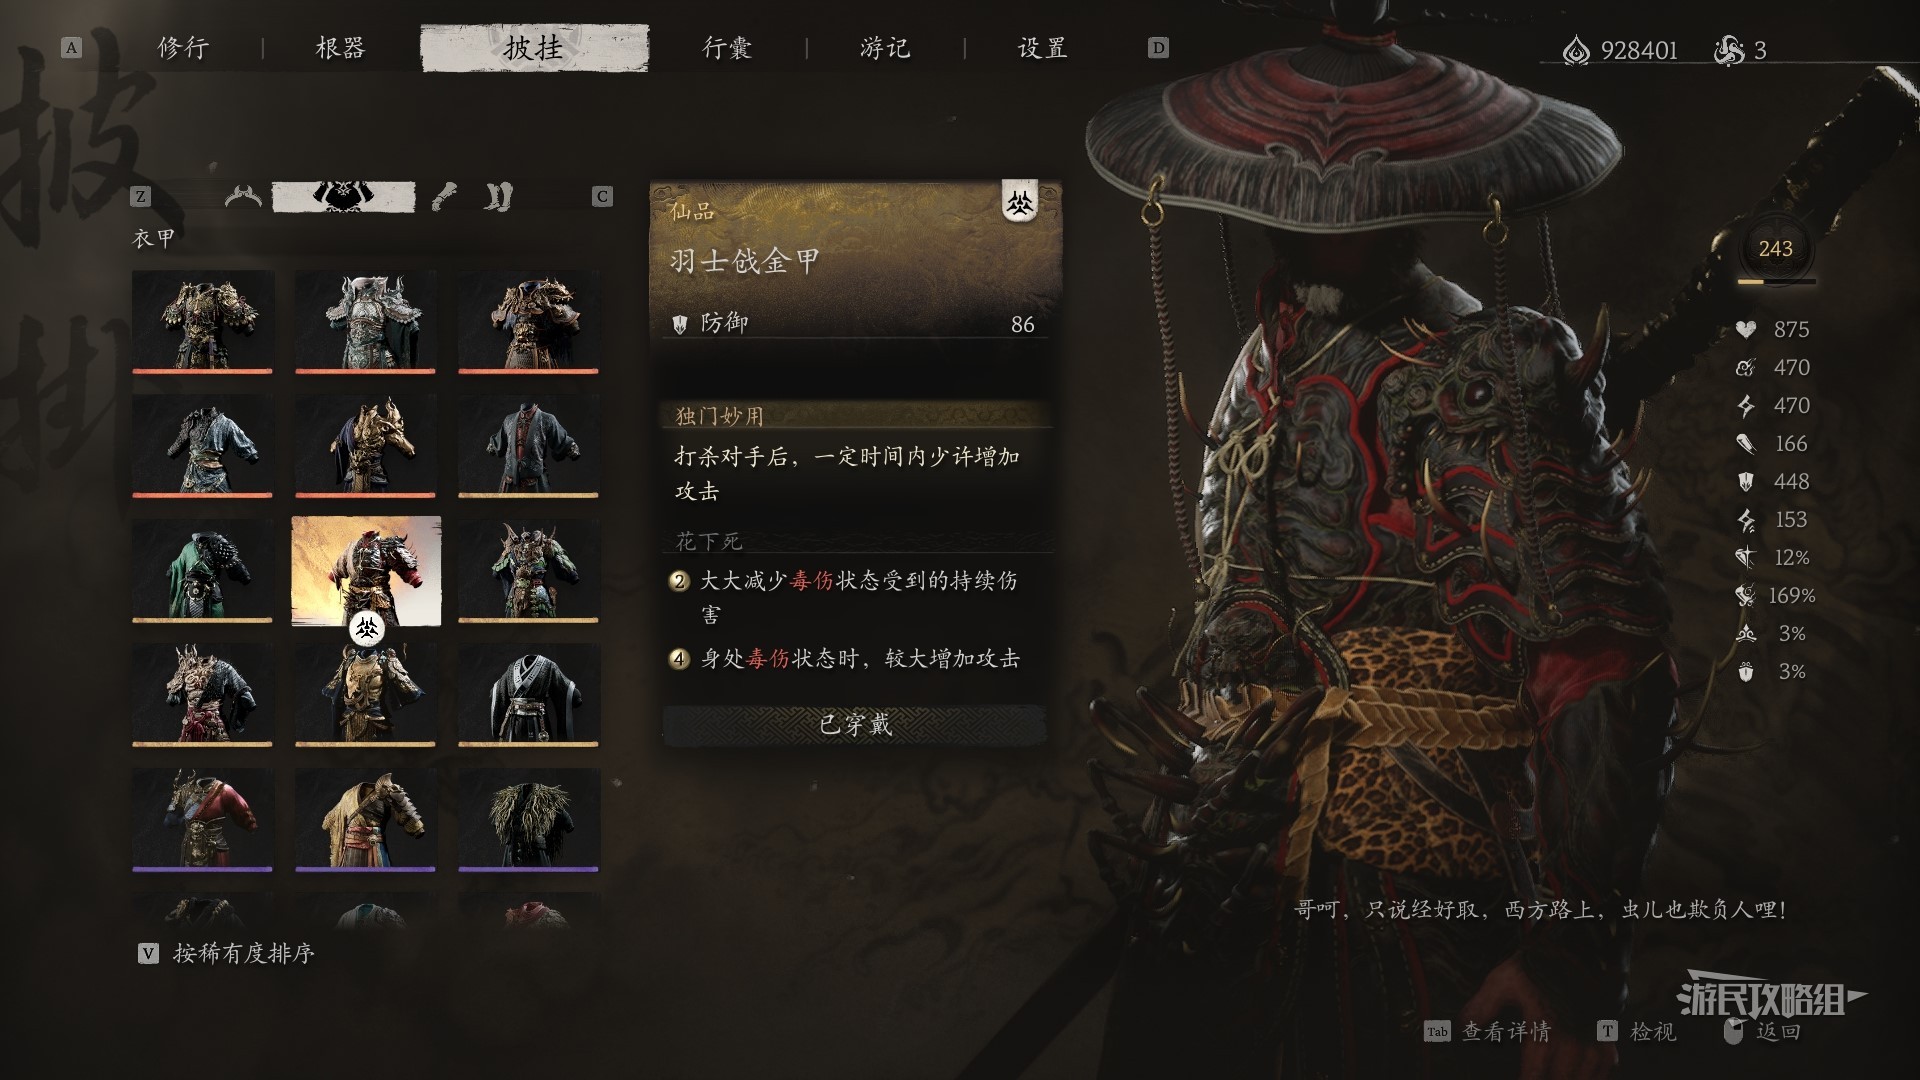 A
修行
根器
披挂
行囊
游记
设置
D
928401
3
披挂
Z
C
衣甲
仙品
羽士戗金甲
防御
86
独门妙用
打杀对手后，一定时间内少许增加
攻击
花下死
2 大大减少毒伤状态受到的持续伤
害
4 身处毒伤状态时，较大增加攻击
已穿戴
243
875
470
470
166
448
153
12%
169%
3%
3%
哥呵，只说经好取，西方路上，虫儿也欺负人哩！
V 按稀有度排序
游民攻略组
Tab 查看详情
T 检视
返回